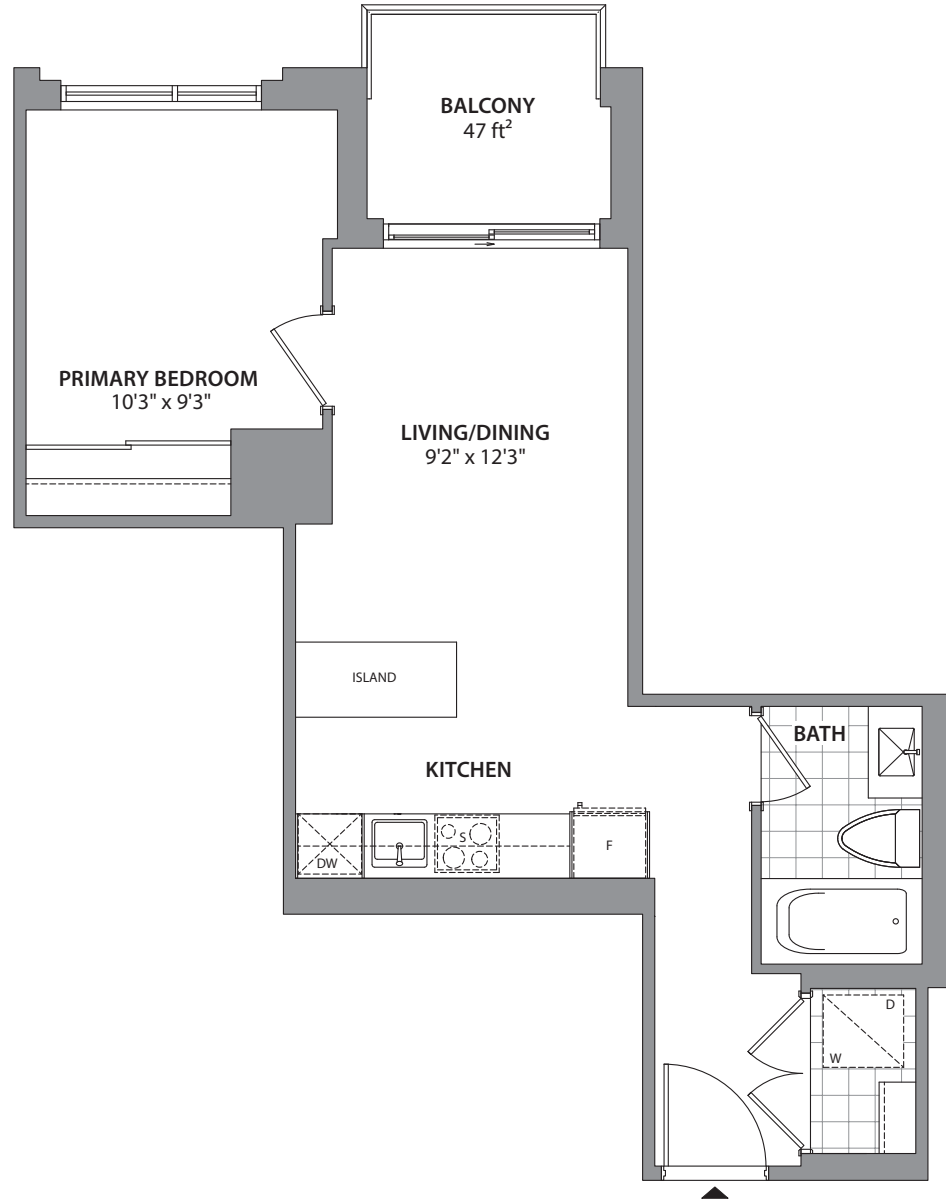 BALCONY
47 ft²
PRIMARY BEDROOM
10'3" x 9'3"
LIVING/DINING
9'2" x 12'3"
ISLAND
BATH
KITCHEN
S
F
DW
D
W